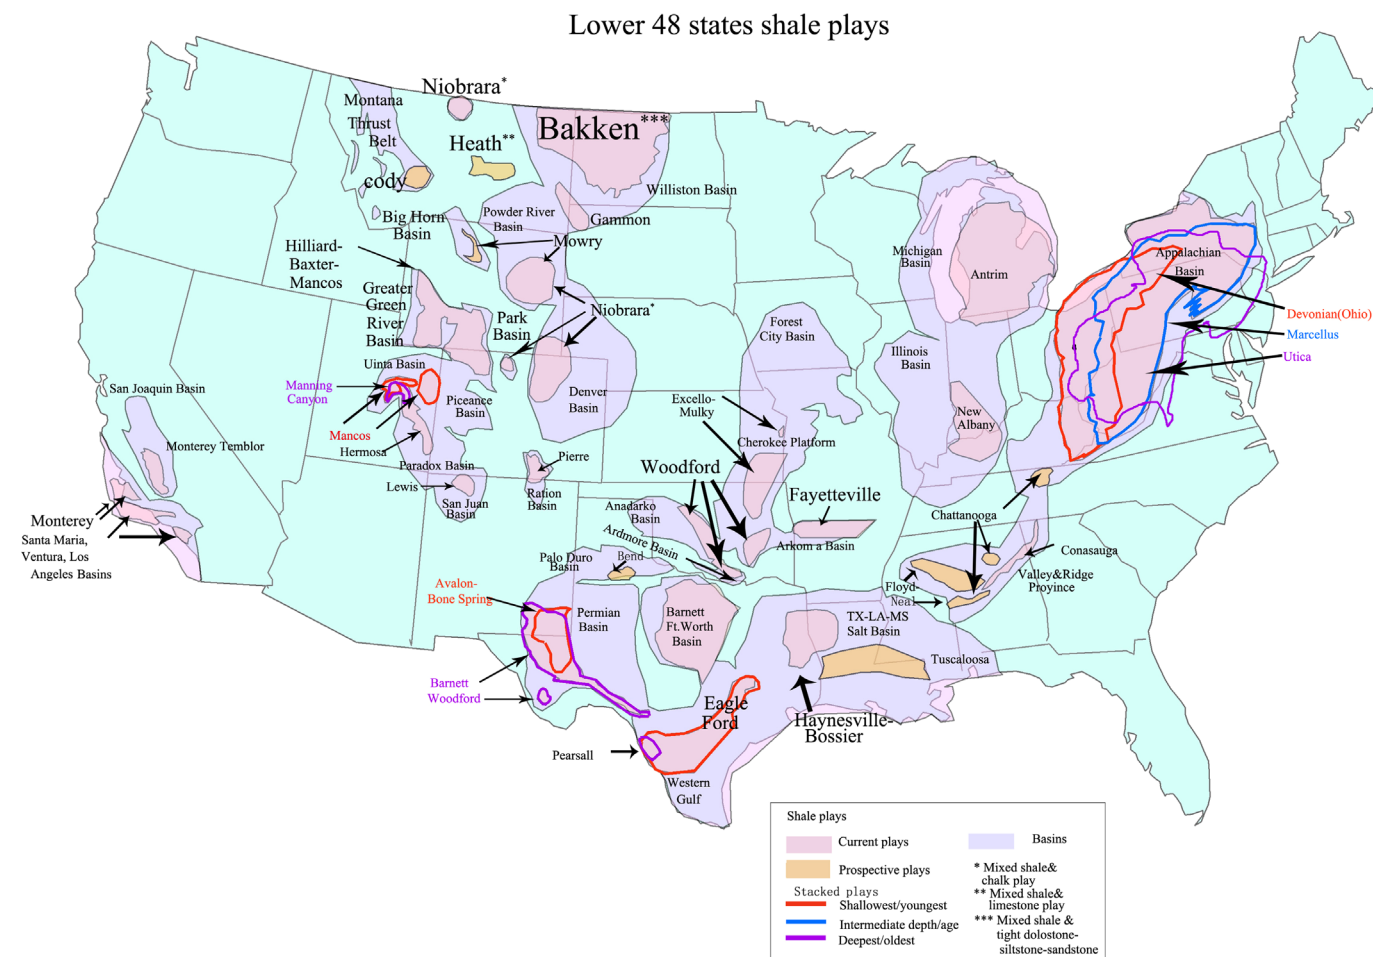 Lower 48 states shale plays
Niobrara*
Montana
Thrust
Belt
Heath**
Bakken***
cody
Williston Basin
Big Horn
Basin
Powder River
Basin
Gammon
Mowry
Hilliard-
Baxter-
Mancos
Greater
Green
River
Basin
Park
Basin
Niobrara*
Michigan
Basin
Antrim
Appalachian
Basin
Devonian(Ohio)
Marcellus
Utica
Forest
City Basin
Illinois
Basin
New
Albany
Uinta Basin
Manning
Canyon
Mancos
Hermosa
Piceance
Basin
Denver
Basin
San Joaquin Basin
Monterey Temblor
Excello-
Mulky
Cherokee Platform
Paradox Basin
Lewis
San Juan
Basin
Pierre
Ration
Basin
Woodford
Fayetteville
Anadarko
Basin
Ardmore Basin
Arkom a Basin
Chattanooga
Conasauga
Valley&Ridge
Province
Floyd-
Neal
Monterey
Santa Maria,
Ventura, Los
Angeles Basins
Palo Duro
Basin
Bend
Avalon-
Bone Spring
Permian
Basin
Barnett
Ft.Worth
Basin
TX-LA-MS
Salt Basin
Tuscaloosa
Barnett
Woodford
Eagle
Ford
Haynesville-
Bossier
Pearsall
Western
Gulf
Shale plays
Current plays
Prospective plays
Stacked plays
Shallowest/youngest
Intermediate depth/age
Deepest/oldest
Basins
* Mixed shale&
chalk play
** Mixed shale&
limestone play
*** Mixed shale &
tight dolostone-
siltstone-sandstone